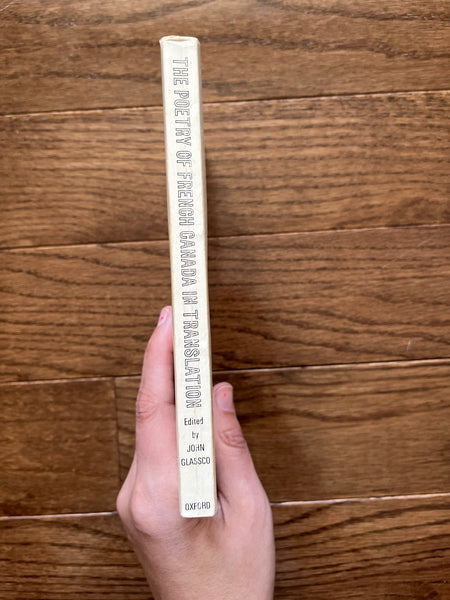 THE POETRY OF FRENCH CANADA IN TRANSLATION
Edited
by
JOHN
GLASSCO
OXFORD